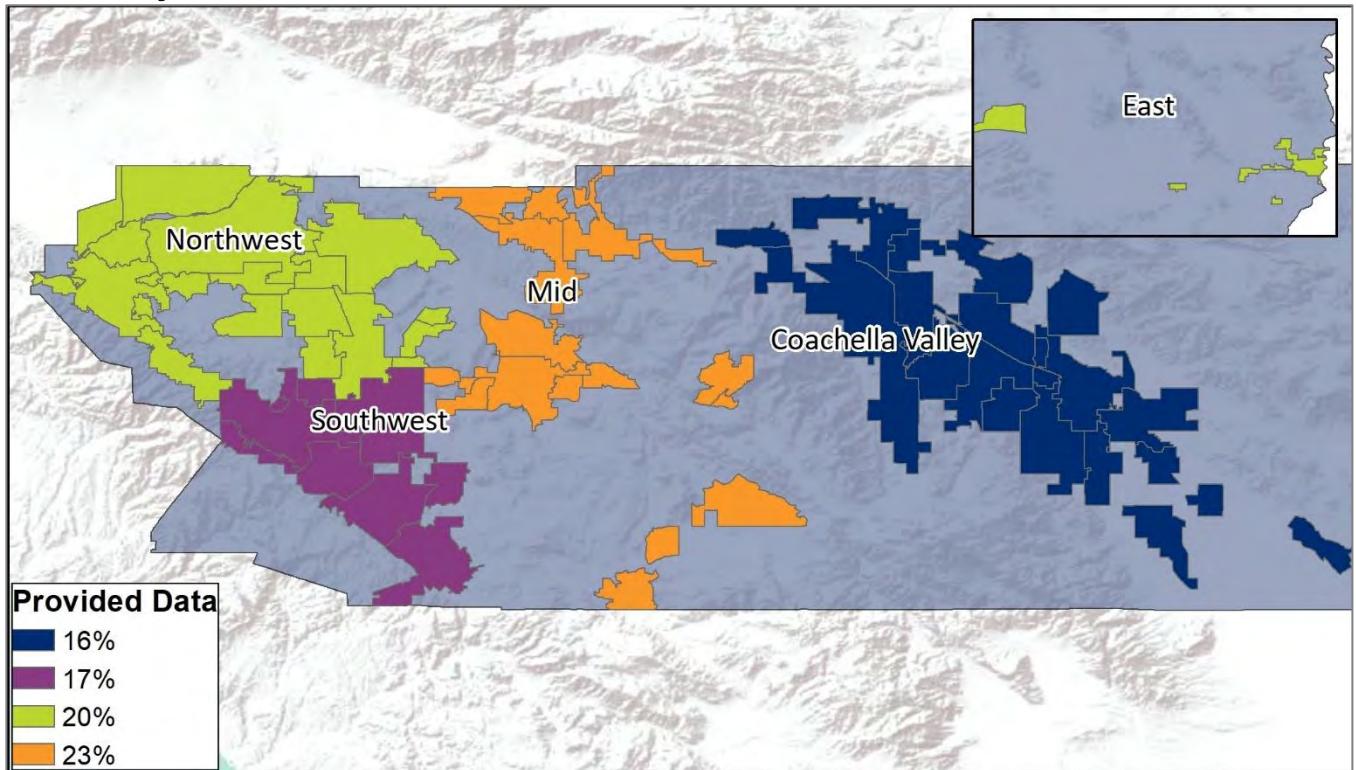 East
Northwest
Mid
Coachella Valley
Southwest
Provided Data
16%
17%
20%
23%